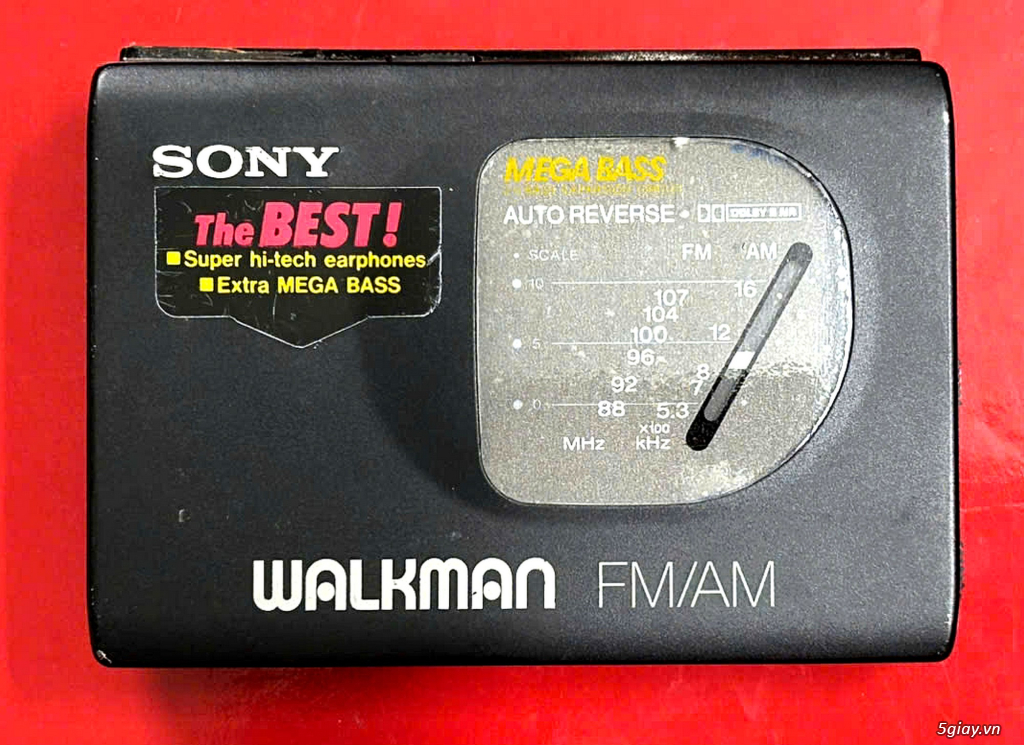 SONY
The BEST!
Super hi-tech earphones
Extra MEGA BASS
MEGA BASS
AUTO REVERSE DOLBY B NR
SCALE FM AM
10 16
107
104
12
100
5
96
8
92
7
0 88 5.3
x100
MHz kHz
WALKMAN FM/AM
5giay.vn